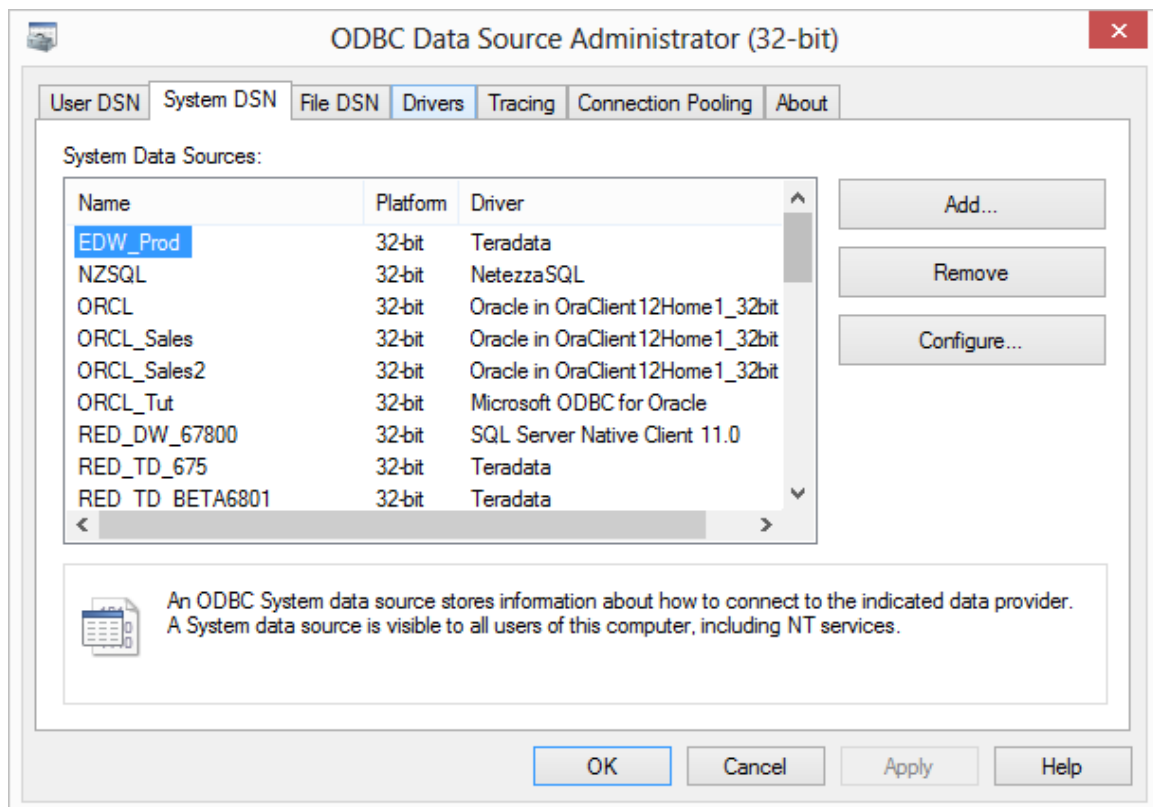 ODBC Data Source Administrator (32-bit)
User DSN System DSN File DSN Drivers Tracing Connection Pooling About
System Data Sources:
Name Platform Driver
EDW_Prod 32-bit Teradata
NZSQL 32-bit NetezzaSQL
ORCL 32-bit Oracle in OraClient12Home1_32bit
ORCL_Sales 32-bit Oracle in OraClient12Home1_32bit
ORCL_Sales2 32-bit Oracle in OraClient12Home1_32bit
ORCL_Tut 32-bit Microsoft ODBC for Oracle
RED_DW_67800 32-bit SQL Server Native Client 11.0
RED_TD_675 32-bit Teradata
RED_TD_BETA6801 32-bit Teradata
Add...
Remove
Configure...
An ODBC System data source stores information about how to connect to the indicated data provider.
A System data source is visible to all users of this computer, including NT services.
OK Cancel Apply Help